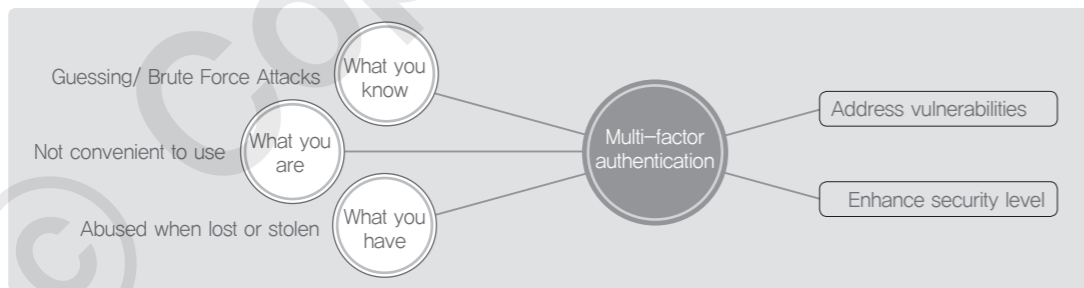 Guessing/ Brute Force Attacks
What you
know
Not convenient to use
What you
are
Abused when lost or stolen
What you
have
Multi-factor
authentication
Address vulnerabilities
Enhance security level
©